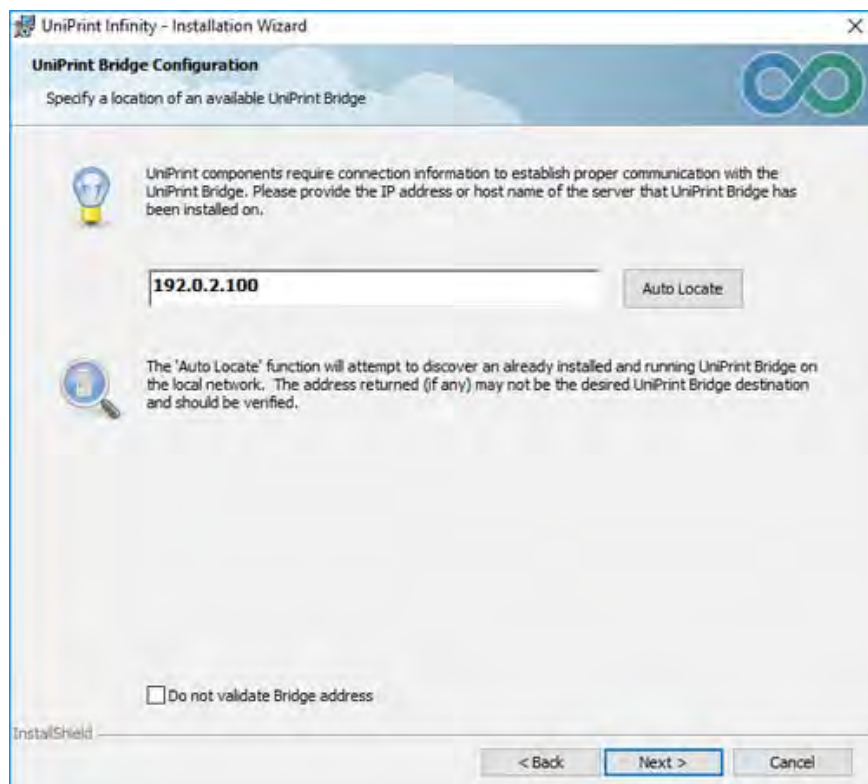 UniPrint Infinity - Installation Wizard
UniPrint Bridge Configuration
Specify a location of an available UniPrint Bridge
UniPrint components require connection information to establish proper communication with the
UniPrint Bridge. Please provide the IP address or host name of the server that UniPrint Bridge has
been installed on.
192.0.2.100
Auto Locate
The 'Auto Locate' function will attempt to discover an already installed and running UniPrint Bridge on
the local network. The address returned (if any) may not be the desired UniPrint Bridge destination
and should be verified.
Do not validate Bridge address
InstallShield
< Back
Next >
Cancel